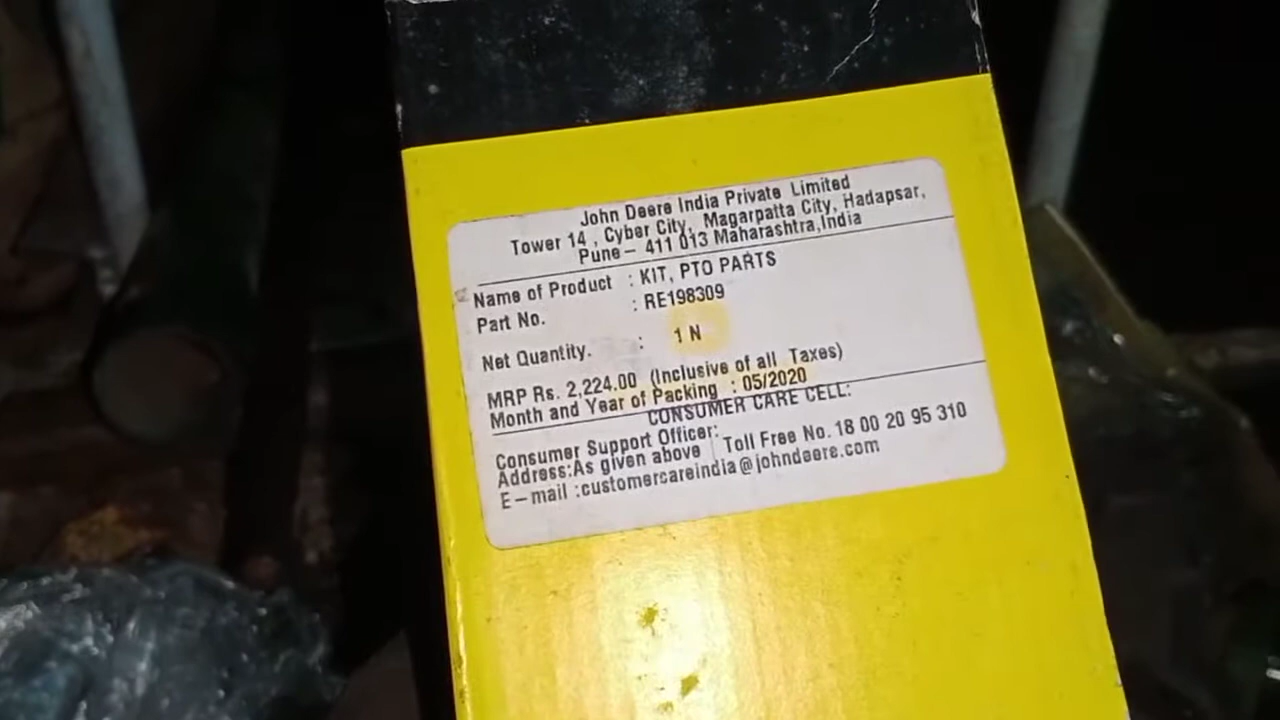 John Deere India Private Limited
Tower 14 , Cyber City, Magarpatta City, Hadapsar,
Pune– 411 013 Maharashtra,India
Name of Product : KIT, PTO PARTS
Part No. : RE198309
Net Quantity. : 1 N
MRP Rs. 2,224.00 (Inclusive of all Taxes)
Month and Year of Packing : 05/2020
CONSUMER CARE CELL:
Consumer Support Officer:
Address:As given above Toll Free No. 18 00 20 95 310
E–mail :customercareindia@johndeere.com